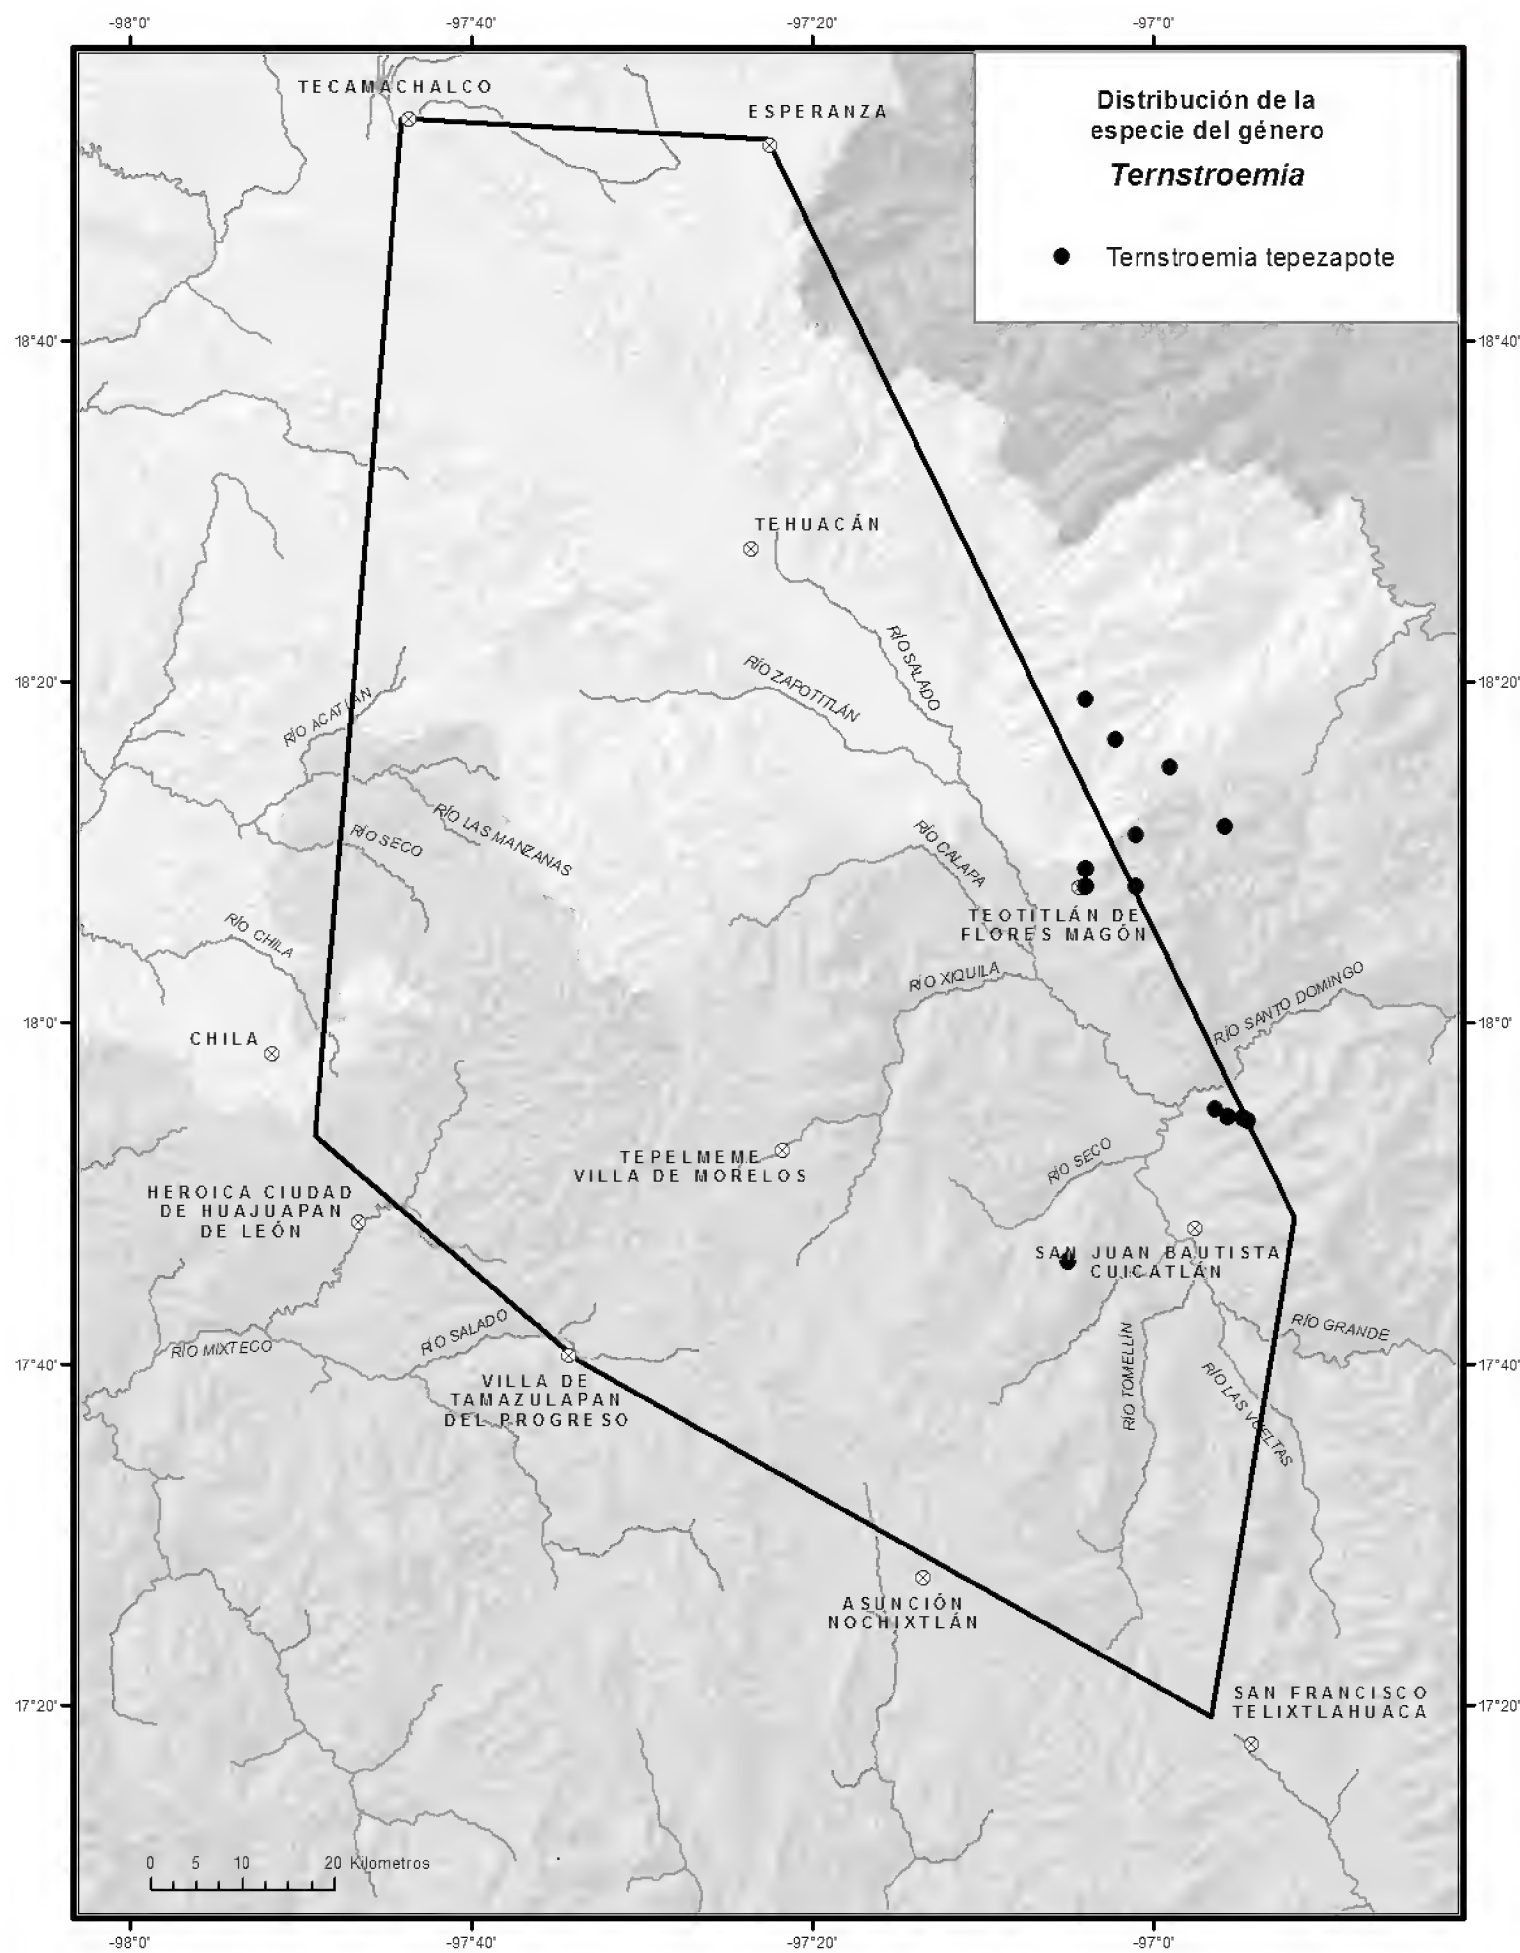 -98°0' -97°40' -97°20' -97°0'
TECAMACHALCO
ESPERANZA
Distribución de la
especie del género
Ternstroemia
Ternstroemia tepezapote
18°40' 18°40'
TEHUACÁN
RÍO SALADO
RÍO ZAPOTITLÁN
18°20' 18°20'
RÍO ACATLÁN
RÍO LAS MANZANAS
RÍO SECO
RÍO CALAPA
TEOTITLÁN DE
FLORES MAGÓN
RÍO CHILA
RÍO XIQUILA
RÍO SANTO DOMINGO
18°0' 18°0'
CHILA
TEPELMEME
VILLA DE MORELOS
RÍO SECO
HEROICA CIUDAD
DE HUAJUAPAN
DE LEÓN
SAN JUAN BAUTISTA
CUICATLÁN
RÍO MIXTECO
RÍO SALADO
RÍO GRANDE
17°40' 17°40'
RÍO TOMELLÍN
RÍO LAS VUELTAS
VILLA DE
TAMAZULAPAN
DEL PROGRESO
ASUNCIÓN
NOCHIXTLÁN
SAN FRANCISCO
TELIXTLAHUACA
17°20' 17°20'
0 5 10 20 Kilometros
-98°0' -97°40' -97°20' -97°0'